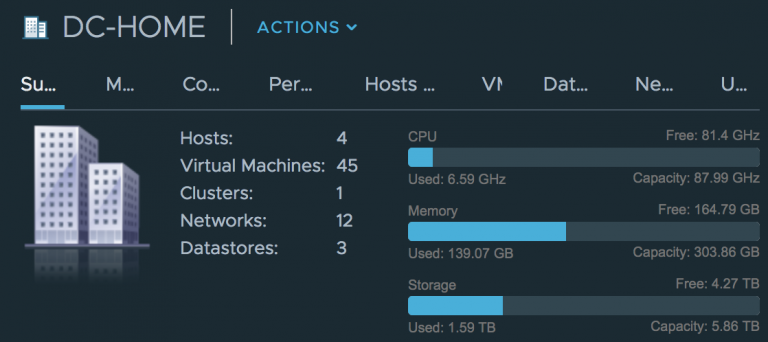 DC-HOME ACTIONS
Su... M... Co... Per... Hosts ... VM Dat... Ne... U...
Hosts: 4
Virtual Machines: 45
Clusters: 1
Networks: 12
Datastores: 3
CPU Free: 81.4 GHz
Used: 6.59 GHz Capacity: 87.99 GHz
Memory Free: 164.79 GB
Used: 139.07 GB Capacity: 303.86 GB
Storage Free: 4.27 TB
Used: 1.59 TB Capacity: 5.86 TB